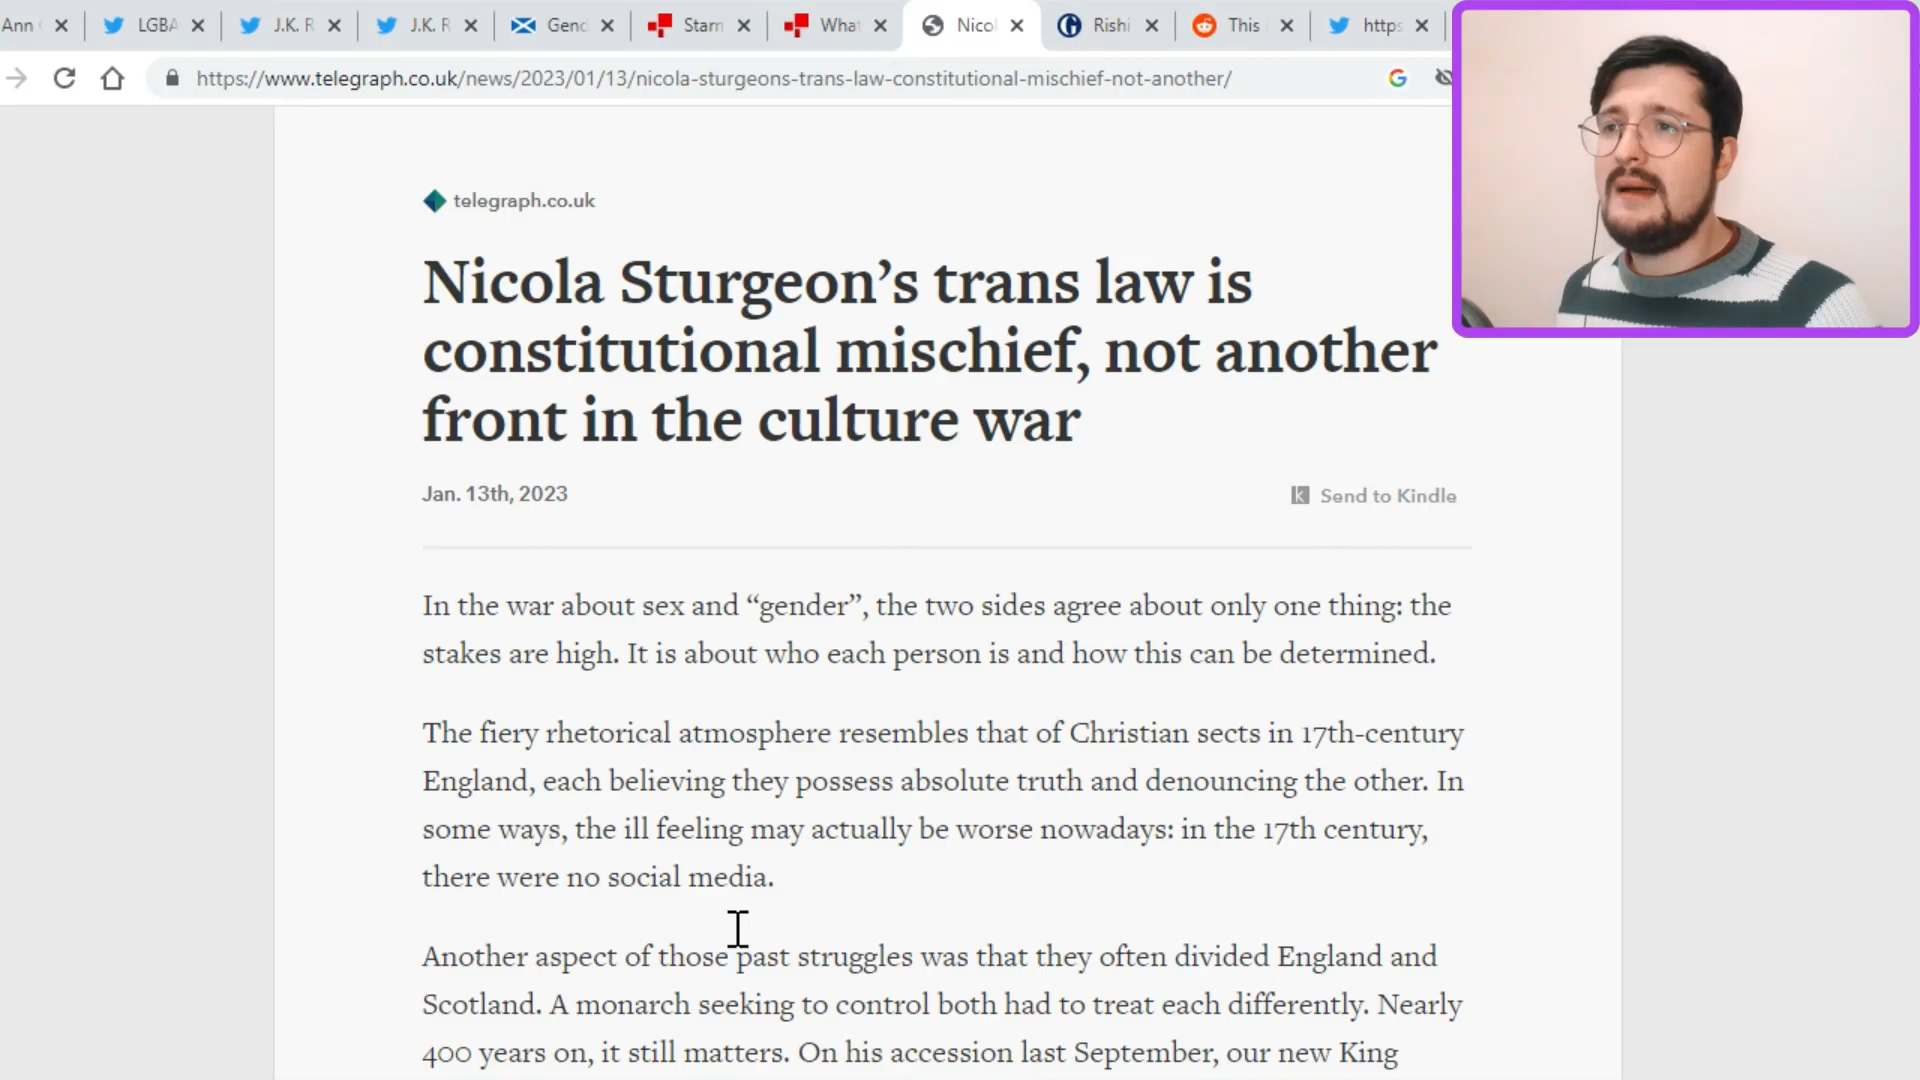 Ann
LGBA
J.K. R
J.K. R
Gend
Starm
What
Nicol
Rishi
This
https
https://www.telegraph.co.uk/news/2023/01/13/nicola-sturgeons-trans-law-constitutional-mischief-not-another/
telegraph.co.uk
Nicola Sturgeon’s trans law is
constitutional mischief, not another
front in the culture war
Jan. 13th, 2023
Send to Kindle
In the war about sex and “gender”, the two sides agree about only one thing: the
stakes are high. It is about who each person is and how this can be determined.
The fiery rhetorical atmosphere resembles that of Christian sects in 17th-century
England, each believing they possess absolute truth and denouncing the other. In
some ways, the ill feeling may actually be worse nowadays: in the 17th century,
there were no social media.
Another aspect of those past struggles was that they often divided England and
Scotland. A monarch seeking to control both had to treat each differently. Nearly
400 years on, it still matters. On his accession last September, our new King